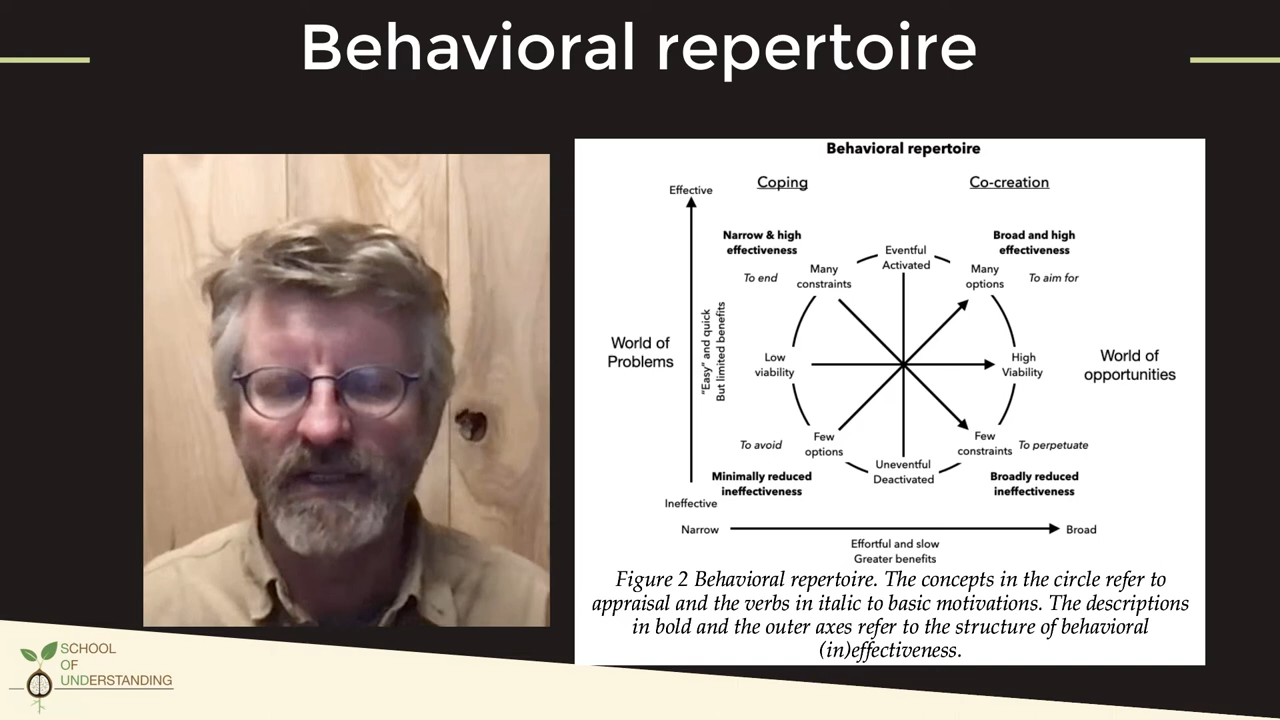 Behavioral repertoire
Behavioral repertoire
Coping
Co-creation
Effective
Narrow & high
effectiveness
Broad and high
effectiveness
Eventful
Activated
To end
Many
constraints
Many
options
To aim for
World of
Problems
"Easy" and quick
But limited benefits
Low
viability
High
Viability
World of
opportunities
To avoid
Few
options
Few
constraints
To perpetuate
Uneventful
Deactivated
Minimally reduced
ineffectiveness
Broadly reduced
ineffectiveness
Ineffective
Narrow
Broad
Effortful and slow
Greater benefits
Figure 2 Behavioral repertoire. The concepts in the circle refer to
appraisal and the verbs in italic to basic motivations. The descriptions
in bold and the outer axes refer to the structure of behavioral
(in)effectiveness.
SCHOOL
OF
UNDERSTANDING